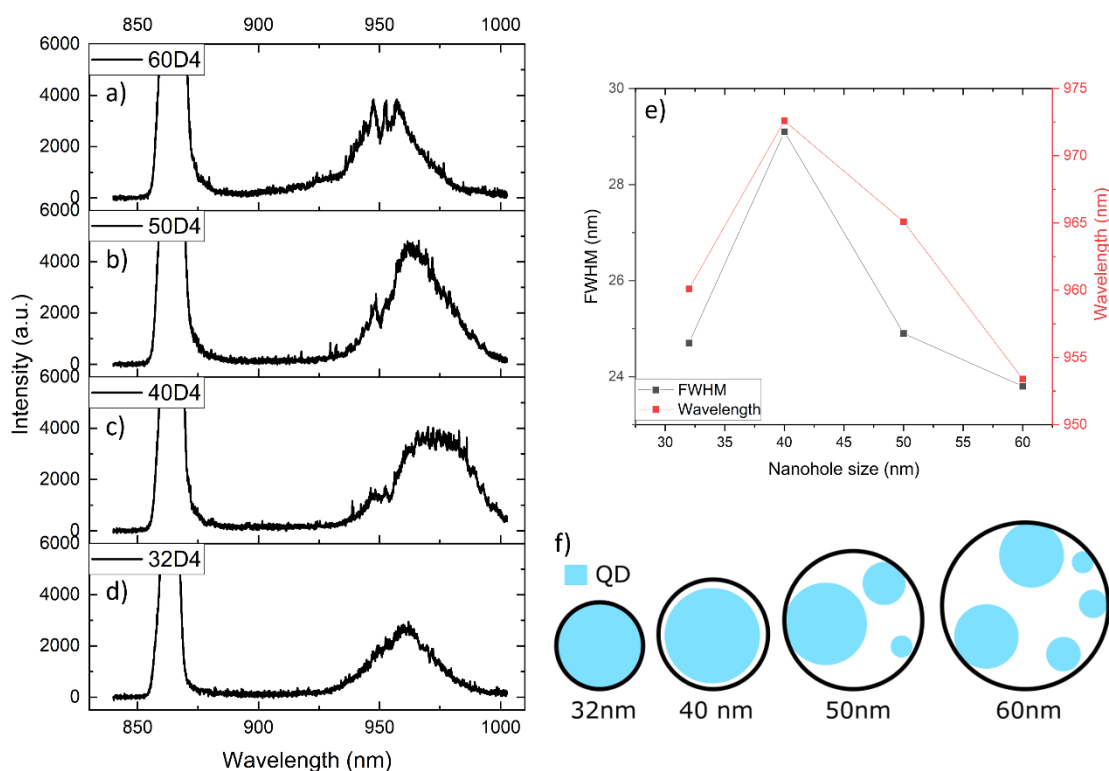 850 900 950 1000
6000
60D4
a)
4000
2000
0
6000
50D4
b)
4000
2000
0
6000
40D4
c)
4000
2000
0
6000
32D4
d)
4000
2000
0
850 900 950 1000
Wavelength (nm)
Intensity (a.u.)
e)
30
28
26
24
FWHM (nm)
975
970
965
960
955
950
Wavelength (nm)
FWHM
Wavelength
30 35 40 45 50 55 60
Nanohole size (nm)
f)
QD
32nm 40 nm 50nm 60nm